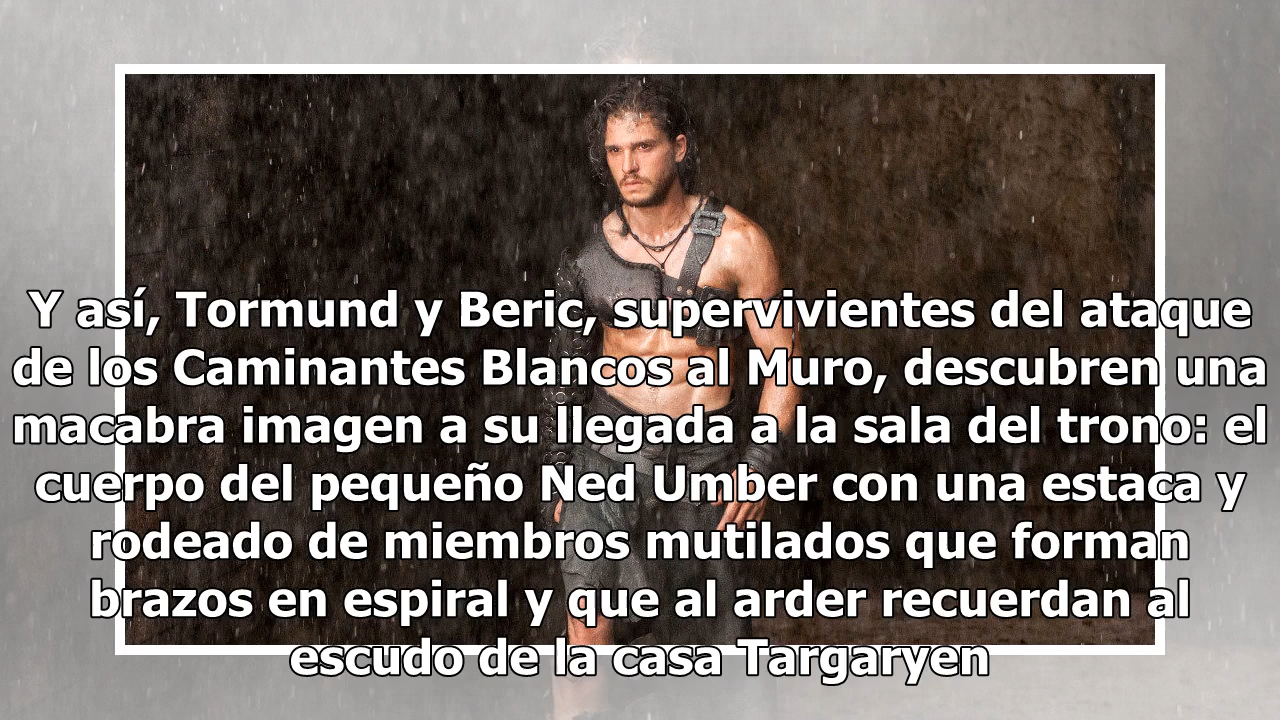 Y así, Tormund y Beric, supervivientes del ataque
de los Caminantes Blancos al Muro, descubren una
macabra imagen a su llegada a la sala del trono: el
cuerpo del pequeño Ned Umber con una estaca y
rodeado de miembros mutilados que forman
brazos en espiral y que al arder recuerdan al
escudo de la casa Targaryen